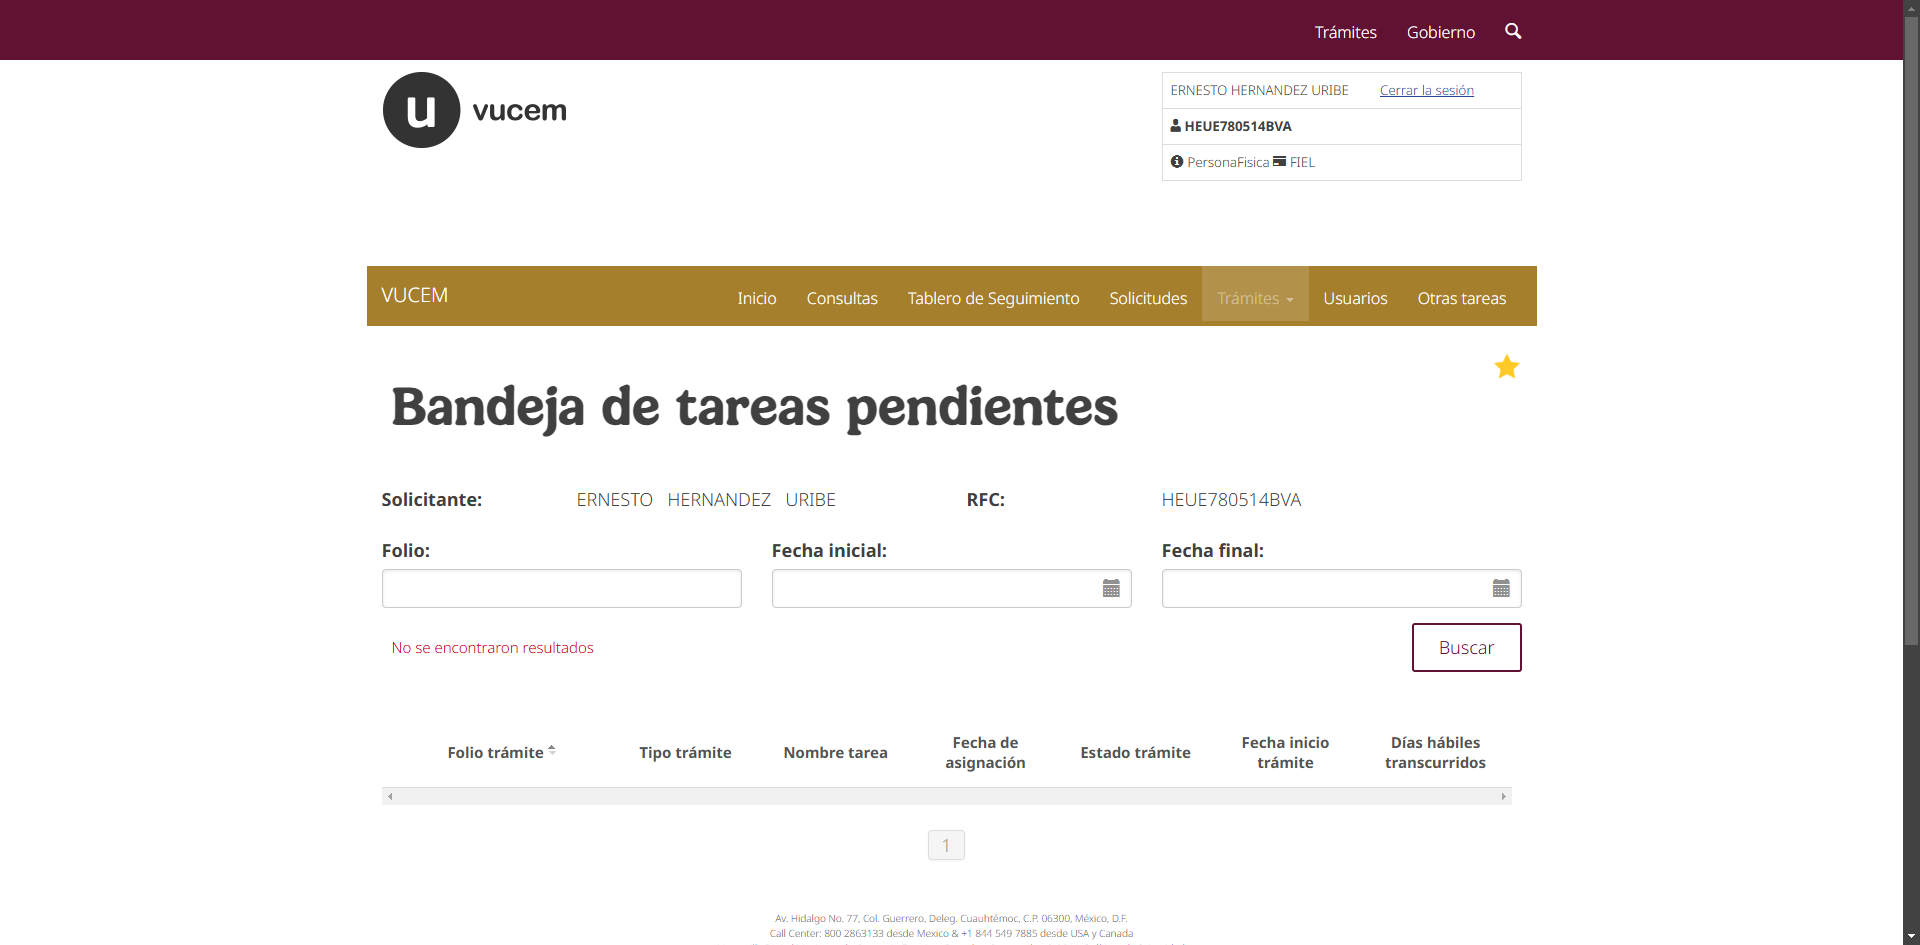 Trámites Gobierno
u vucem
ERNESTO HERNANDEZ URIBE Cerrar la sesión
HEUE780514BVA
PersonaFisica FIEL
VUCEM Inicio Consultas Tablero de Seguimiento Solicitudes Trámites Usuarios Otras tareas
Bandeja de tareas pendientes
Solicitante: ERNESTO HERNANDEZ URIBE RFC: HEUE780514BVA
Folio: Fecha inicial: Fecha final:
No se encontraron resultados Buscar
Folio trámite Tipo trámite Nombre tarea Fecha de asignación Estado trámite Fecha inicio trámite Días hábiles transcurridos
1
Av. Hidalgo No. 77, Col. Guerrero, Deleg. Cuauhtémoc, C.P. 06300, México, D.F.
Call Center: 800 2863133 desde Mexico & +1 844 549 7885 desde USA y Canada